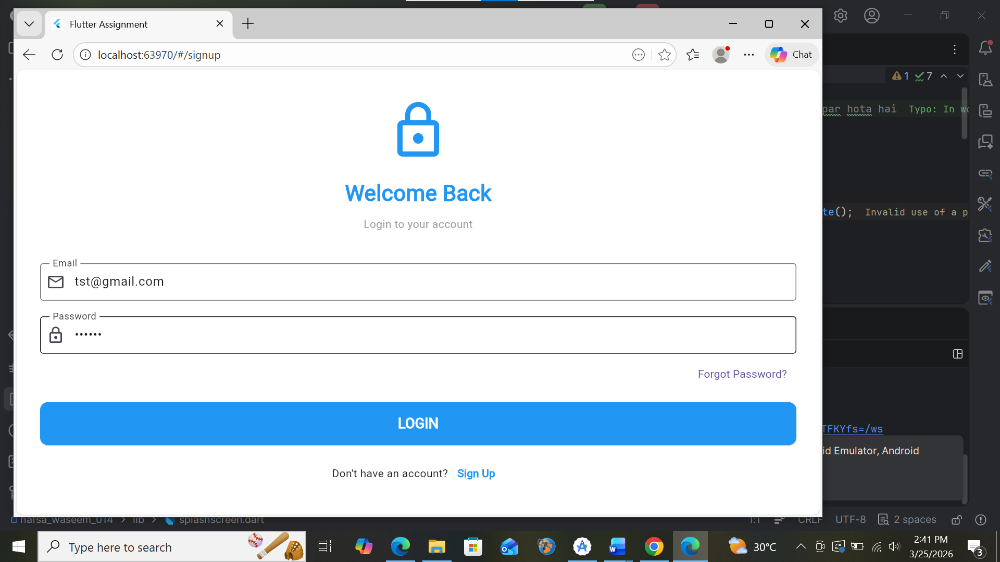 Flutter Assignment
localhost:63970/#/signup
Chat
1 7
par hota hai Typo: In wo
Welcome Back
Login to your account
te(); Invalid use of a p
Email
tst@gmail.com
Password
••••••
Forgot Password?
LOGIN
TFKYfs=/ws
id Emulator, Android
Don't have an account? Sign Up
nafsa_waseem_014 > lib > splashscreen.dart
1:1 CRLF UTF-8 2 spaces
Type here to search
30°C
2:41 PM
3/25/2026
3